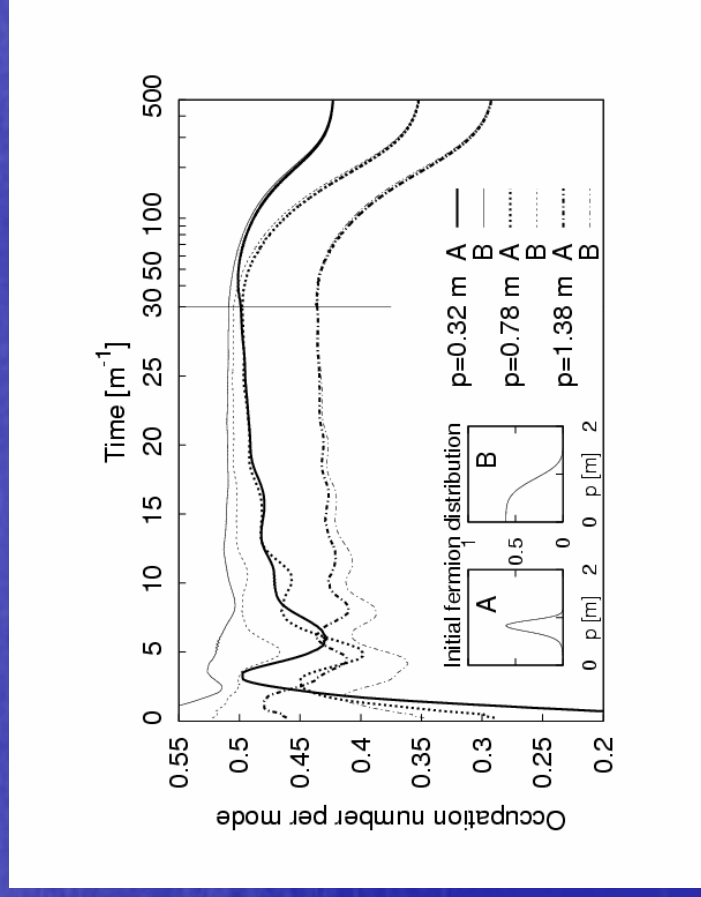 Time [m-1]
0 5 10 15 20 25 30 50 100 500
Occupation number per mode
0.55
0.5
0.45
0.4
0.35
0.3
0.25
0.2
p=0.32 m A
B
p=0.78 m A
B
p=1.38 m A
B
Initial fermion distribution
A
0 p [m] 2
B
1
0.5
0
0 p [m] 2